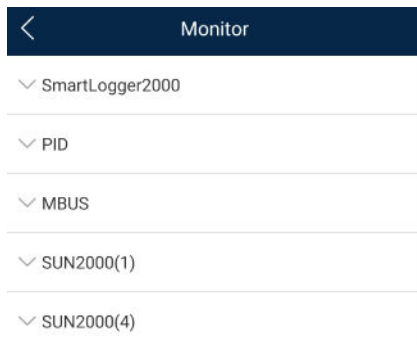 Monitor
SmartLogger2000
PID
MBUS
SUN2000(1)
SUN2000(4)